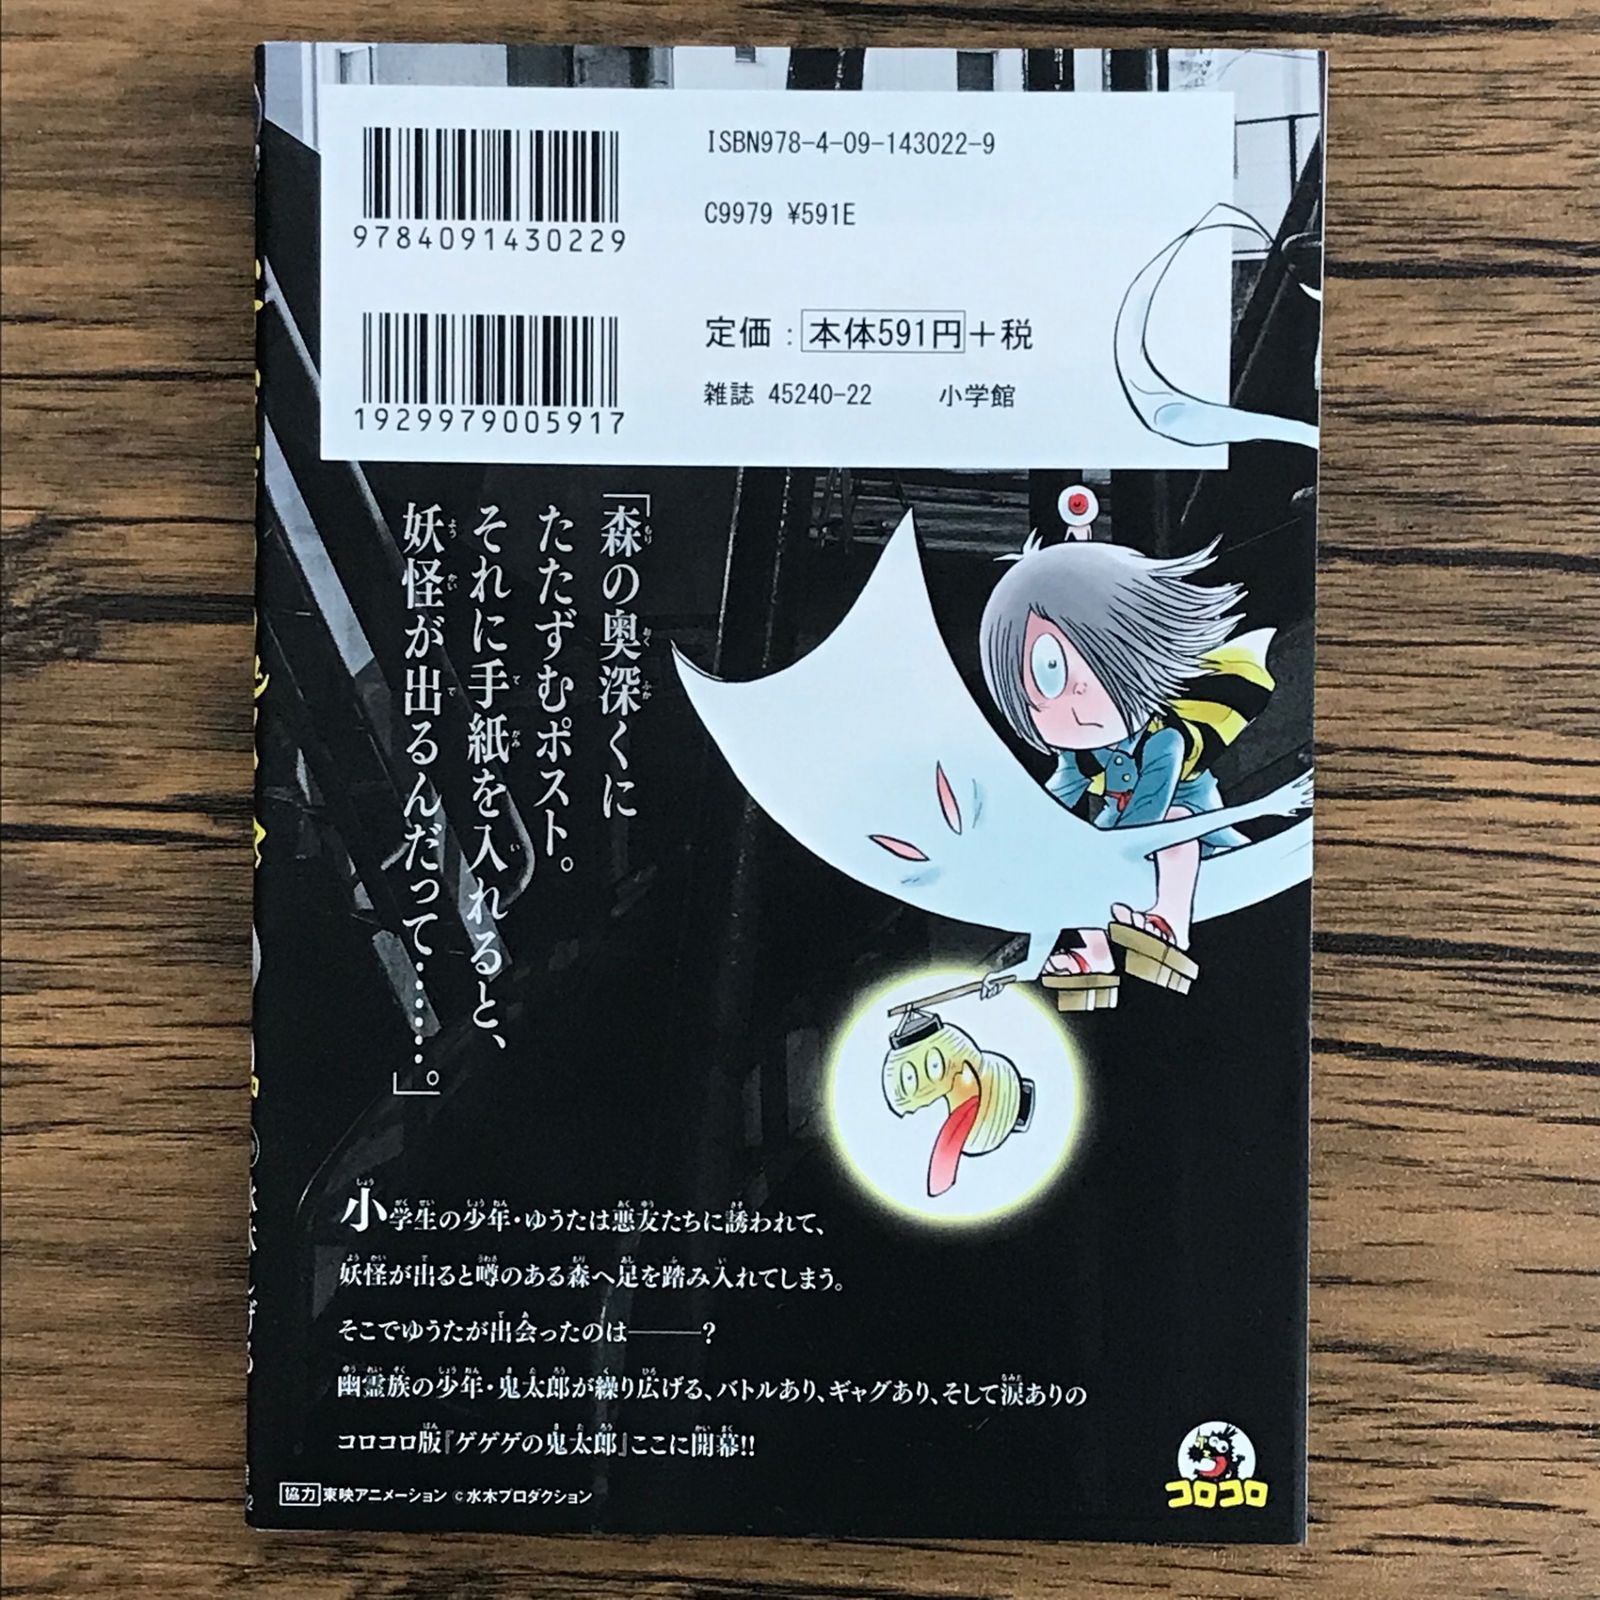 ISBN978-4-09-143022-9
C9979 ¥591E
9784091430229
定価：本体591円＋税
雑誌 45240-22 小学館
1929979005917
「森の奥深くに
たたずむポスト。
それに手紙を入れると、
妖怪が出るんだって……。」
小学生の少年・ゆうたは悪友たちに誘われて、
妖怪が出ると噂のある森へ足を踏み入れてしまう。
そこでゆうたが出会ったのは———？
幽霊族の少年・鬼太郎が繰り広げる、バトルあり、ギャグあり、そして涙ありの
コロコロ版『ゲゲゲの鬼太郎』ここに開幕!!
協力 東映アニメーション ©水木プロダクション
コロコロ